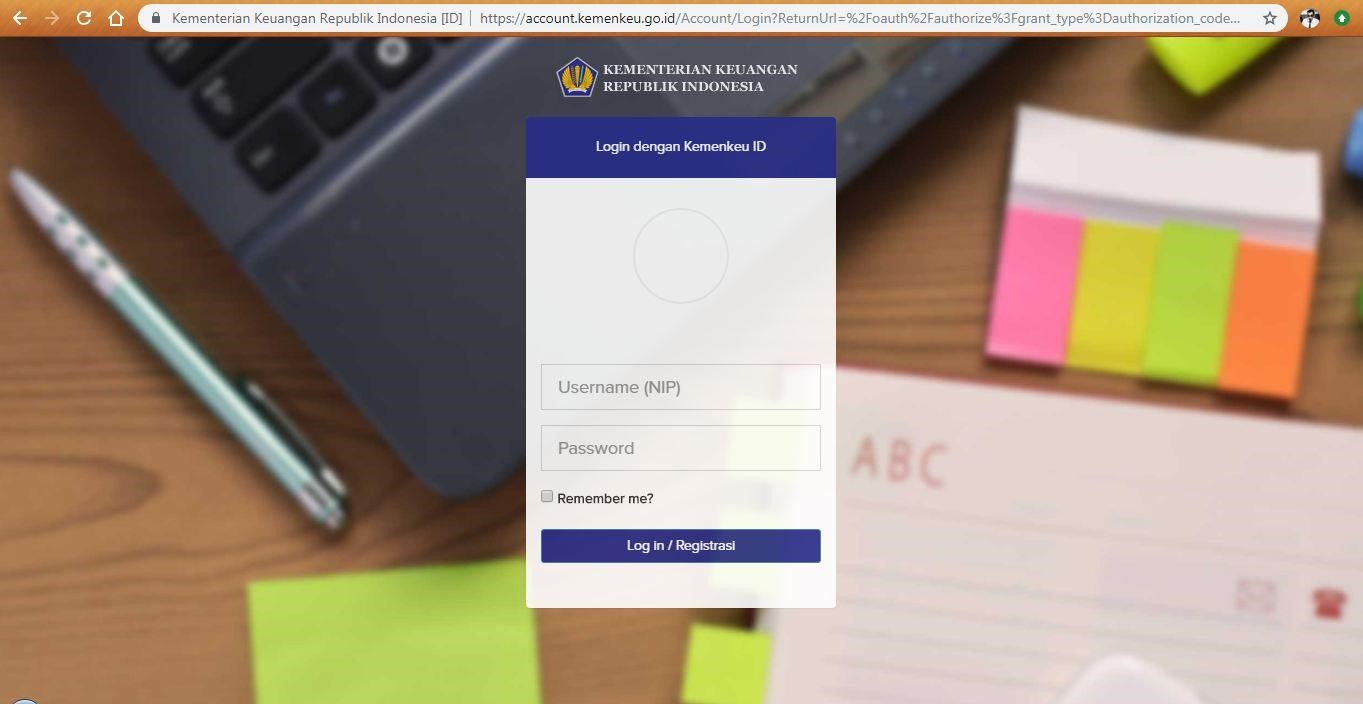 Kementerian Keuangan Republik Indonesia [ID] | https://account.kemenkeu.go.id/Account/Login?ReturnUrl=%2Foauth%2Fauthorize%3Fgrant_type%3Dauthorization_code...
KEMENTERIAN KEUANGAN
REPUBLIK INDONESIA
Login dengan Kemenkeu ID
Username (NIP)
Password
Remember me?
Log in / Registrasi
ABC